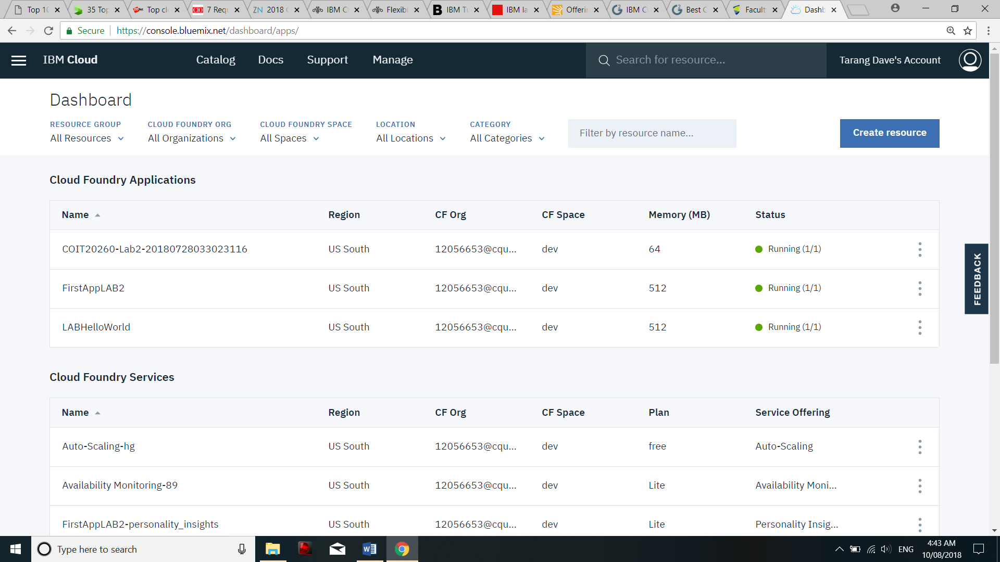 Top 10 35 Top Top cl 7 Requ 2018 C IBM C Flexibl IBM Tu IBM la Offerin IBM C Best C Facult Dashb
Secure https://console.bluemix.net/dashboard/apps/
IBM Cloud Catalog Docs Support Manage Search for resource... Tarang Dave's Account
Dashboard
RESOURCE GROUP CLOUD FOUNDRY ORG CLOUD FOUNDRY SPACE LOCATION CATEGORY
All Resources All Organizations All Spaces All Locations All Categories Filter by resource name... Create resource
Cloud Foundry Applications
Name Region CF Org CF Space Memory (MB) Status
COIT20260-Lab2-20180728033023116 US South 12056653@cqu... dev 64 Running (1/1)
FirstAppLAB2 US South 12056653@cqu... dev 512 Running (1/1)
LABHelloWorld US South 12056653@cqu... dev 512 Running (1/1)
FEEDBACK
Cloud Foundry Services
Name Region CF Org CF Space Plan Service Offering
Auto-Scaling-hg US South 12056653@cqu... dev free Auto-Scaling
Availability Monitoring-89 US South 12056653@cqu... dev Lite Availability Moni...
FirstAppLAB2-personality_insights US South 12056653@cqu... dev Lite Personality Insig...
Type here to search ENG 4:43 AM
10/08/2018